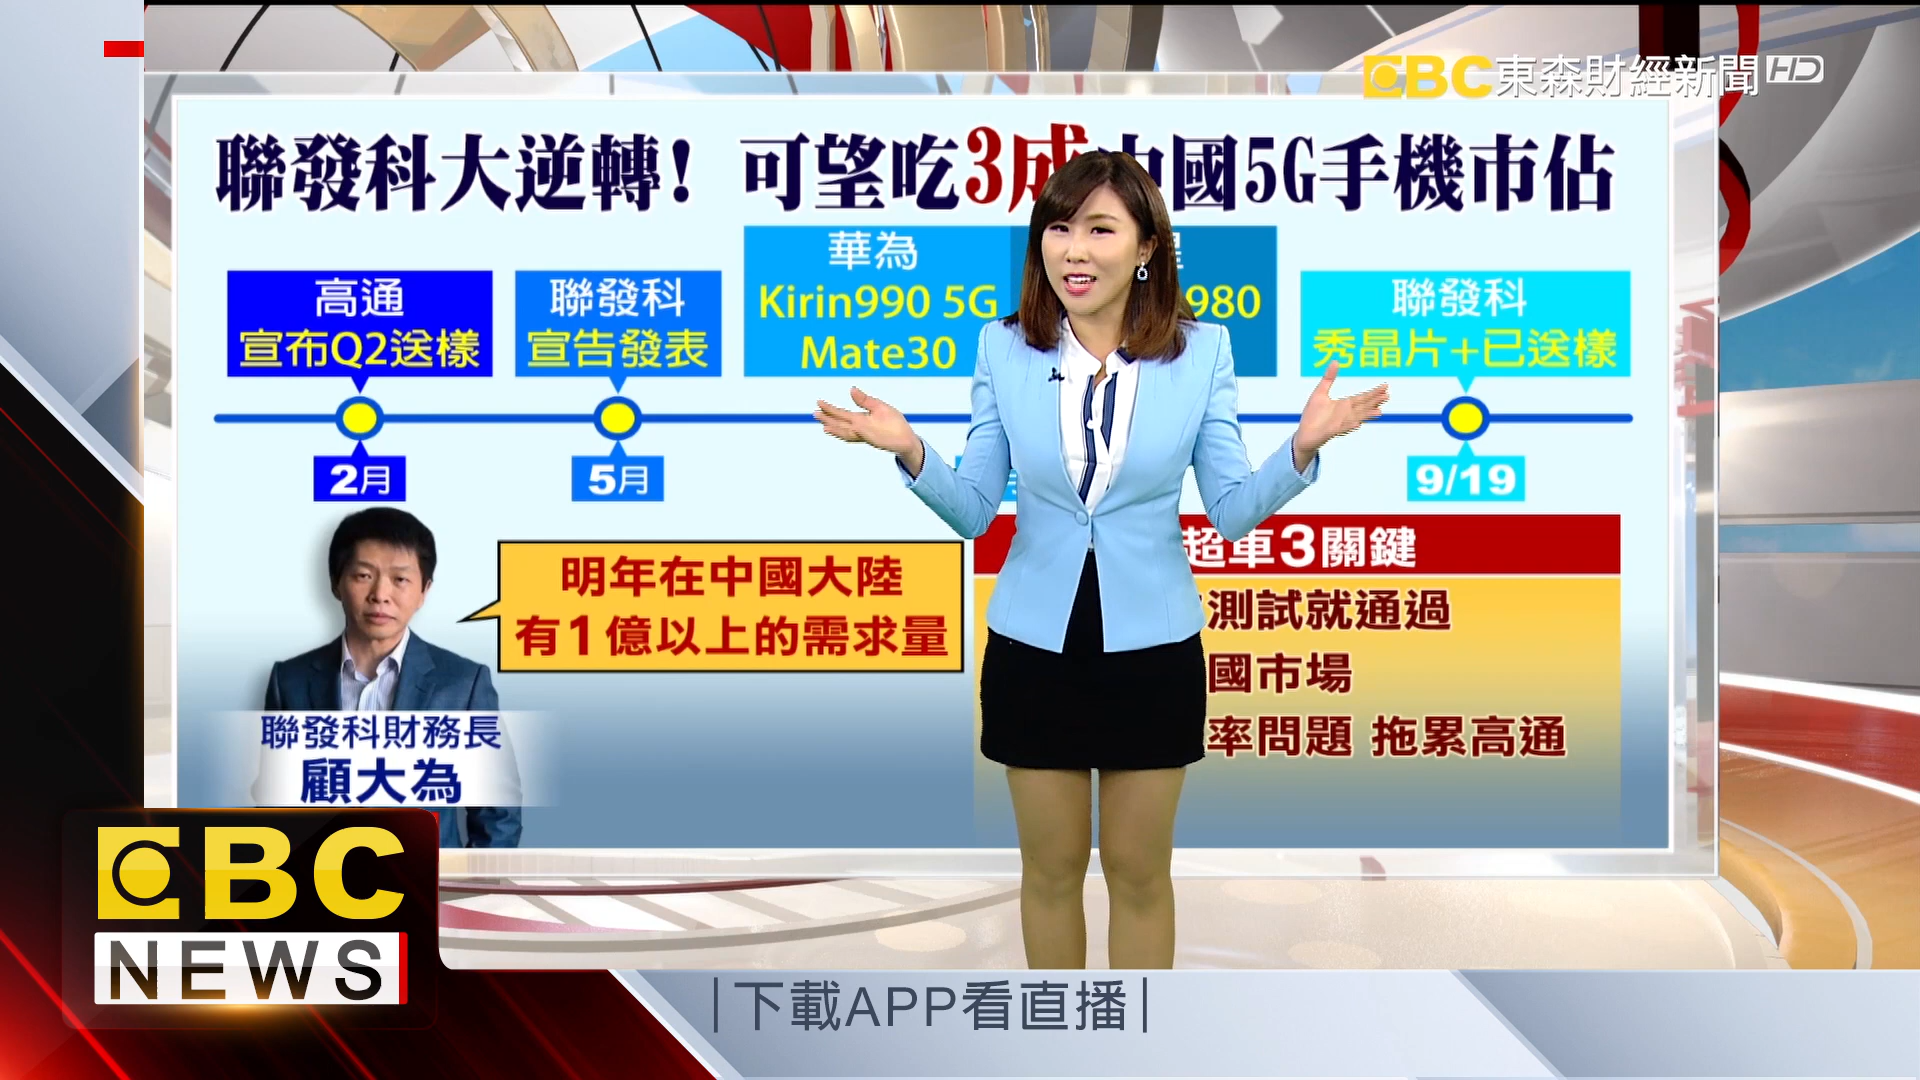 EBC 東森財經新聞 HD
聯發科大逆轉! 可望吃3成中國5G手機市佔
高通
宣布Q2送樣
聯發科
宣告發表
華為
Kirin990 5G
Mate30
980
聯發科
秀晶片+已送樣
2月
5月
9/19
明年在中國大陸
有1億以上的需求量
聯發科財務長
顧大為
超車3關鍵
測試就通過
國市場
率問題 拖累高通
EBC
NEWS
|下載APP看直播|